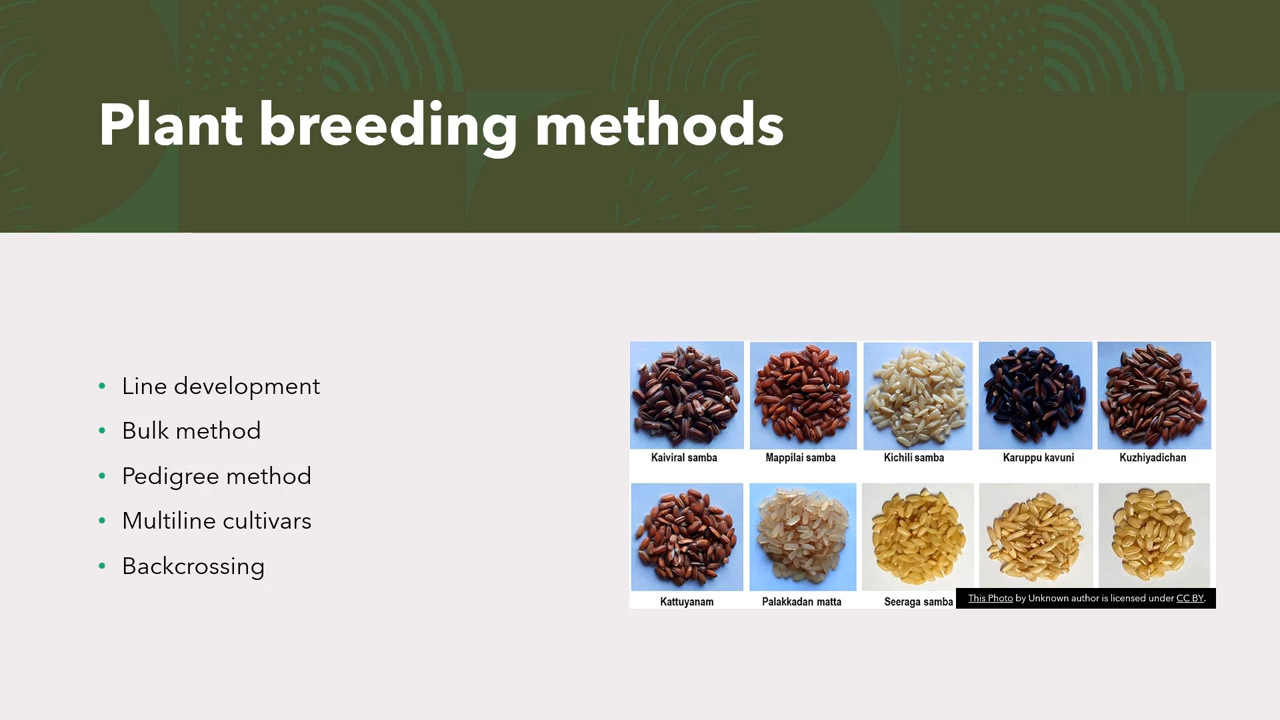 Plant breeding methods
• Line development
• Bulk method
• Pedigree method
• Multiline cultivars
• Backcrossing
Kaiviral samba Mappilai samba Kichili samba Karuppu kavuni Kuzhiyadichan
Kattuyanam Palakkadan matta Seeraga samba
This Photo by Unknown author is licensed under CC BY.